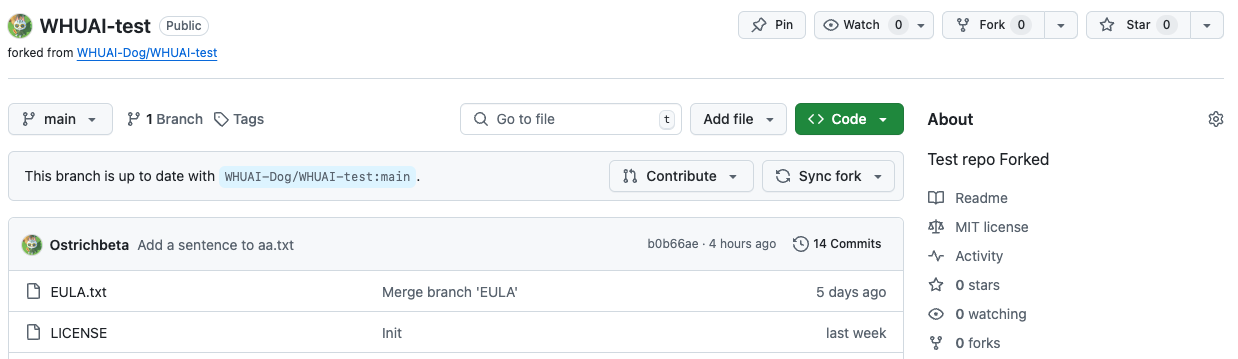 WHUAI-test Public Pin Watch 0 Fork 0 Star 0
forked from WHUAI-Dog/WHUAI-test
main 1 Branch Tags Go to file t Add file Code
This branch is up to date with WHUAI-Dog/WHUAI-test:main . Contribute Sync fork
Ostrichbeta Add a sentence to aa.txt b0b66ae · 4 hours ago 14 Commits
EULA.txt Merge branch 'EULA' 5 days ago
LICENSE Init last week
About
Test repo Forked
Readme
MIT license
Activity
0 stars
0 watching
0 forks